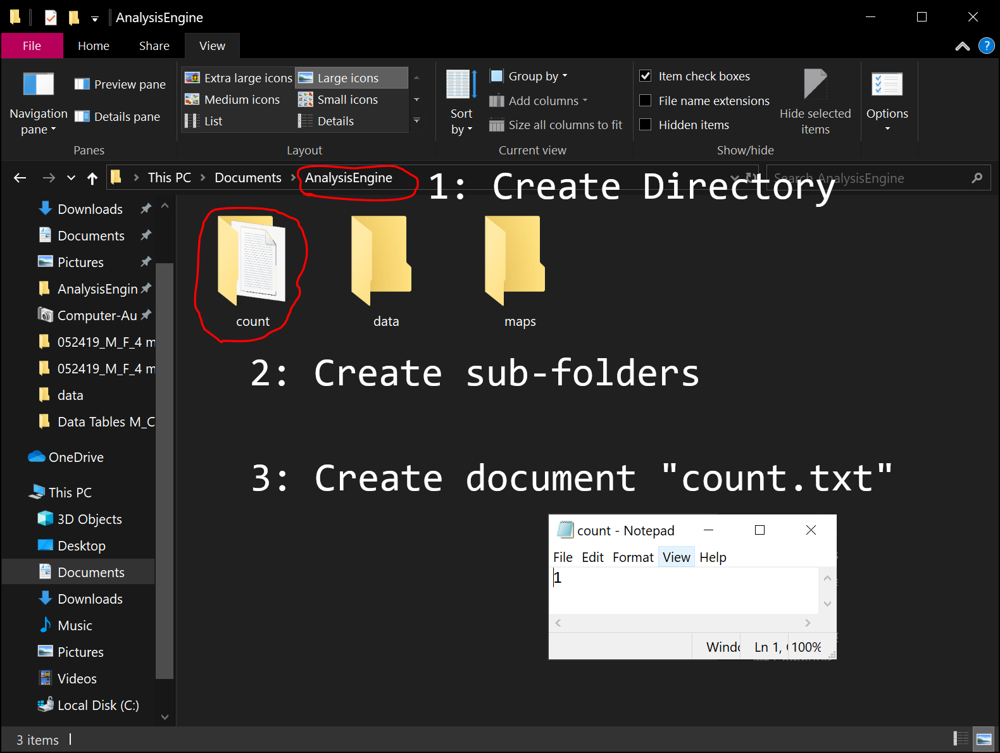 AnalysisEngine
File Home Share View
Navigation pane
Preview pane
Details pane
Panes
Extra large icons Large icons
Medium icons Small icons
List Details
Layout
Sort by
Group by
Add columns
Size all columns to fit
Current view
Item check boxes
File name extensions
Hidden items
Hide selected items
Show/hide
Options
This PC Documents AnalysisEngine
Search AnalysisEngine
1: Create Directory
Downloads
Documents
Pictures
AnalysisEngin
Computer-Au
052419_M_F_4 m
052419_M_F_4 m
data
Data Tables M_C
OneDrive
This PC
3D Objects
Desktop
Documents
Downloads
Music
Pictures
Videos
Local Disk (C:)
count data maps
2: Create sub-folders
3: Create document "count.txt"
count - Notepad
File Edit Format View Help
1
Windo Ln 1, 100%
3 items